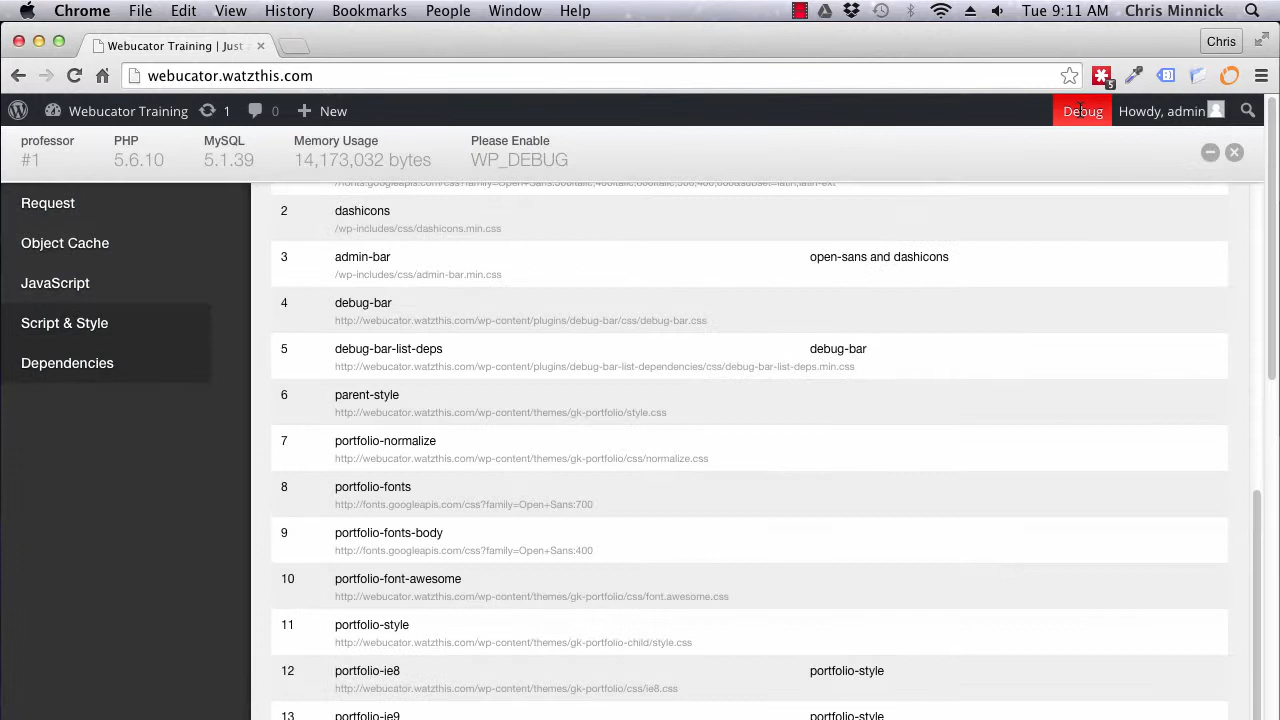 Chrome File Edit View History Bookmarks People Window Help Tue 9:11 AM Chris Minnick
Webucator Training | Just Chris
webucator.watzthis.com
5
Webucator Training 1 0 New Debug Howdy, admin
professor PHP MySQL Memory Usage Please Enable
#1 5.6.10 5.1.39 14,173,032 bytes WP_DEBUG
Request
Object Cache
JavaScript
Script & Style
Dependencies
2 dashicons
/wp-includes/css/dashicons.min.css
3 admin-bar open-sans and dashicons
/wp-includes/css/admin-bar.min.css
4 debug-bar
http://webucator.watzthis.com/wp-content/plugins/debug-bar/css/debug-bar.css
5 debug-bar-list-deps debug-bar
http://webucator.watzthis.com/wp-content/plugins/debug-bar-list-dependencies/css/debug-bar-list-deps.min.css
6 parent-style
http://webucator.watzthis.com/wp-content/themes/gk-portfolio/style.css
7 portfolio-normalize
http://webucator.watzthis.com/wp-content/themes/gk-portfolio/css/normalize.css
8 portfolio-fonts
http://fonts.googleapis.com/css?family=Open+Sans:700
9 portfolio-fonts-body
http://fonts.googleapis.com/css?family=Open+Sans:400
10 portfolio-font-awesome
http://webucator.watzthis.com/wp-content/themes/gk-portfolio/css/font.awesome.css
11 portfolio-style
http://webucator.watzthis.com/wp-content/themes/gk-portfolio-child/style.css
12 portfolio-ie8 portfolio-style
http://webucator.watzthis.com/wp-content/themes/gk-portfolio/css/ie8.css
13 portfolio-ie9 portfolio-style